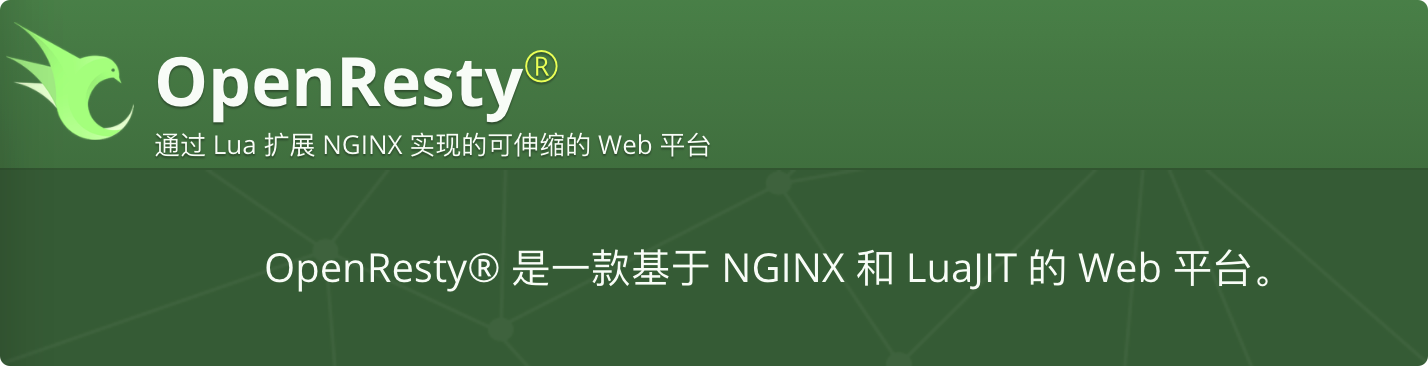 OpenResty®
通过 Lua 扩展 NGINX 实现的可伸缩的 Web 平台
OpenResty® 是一款基于 NGINX 和 LuaJIT 的 Web 平台。